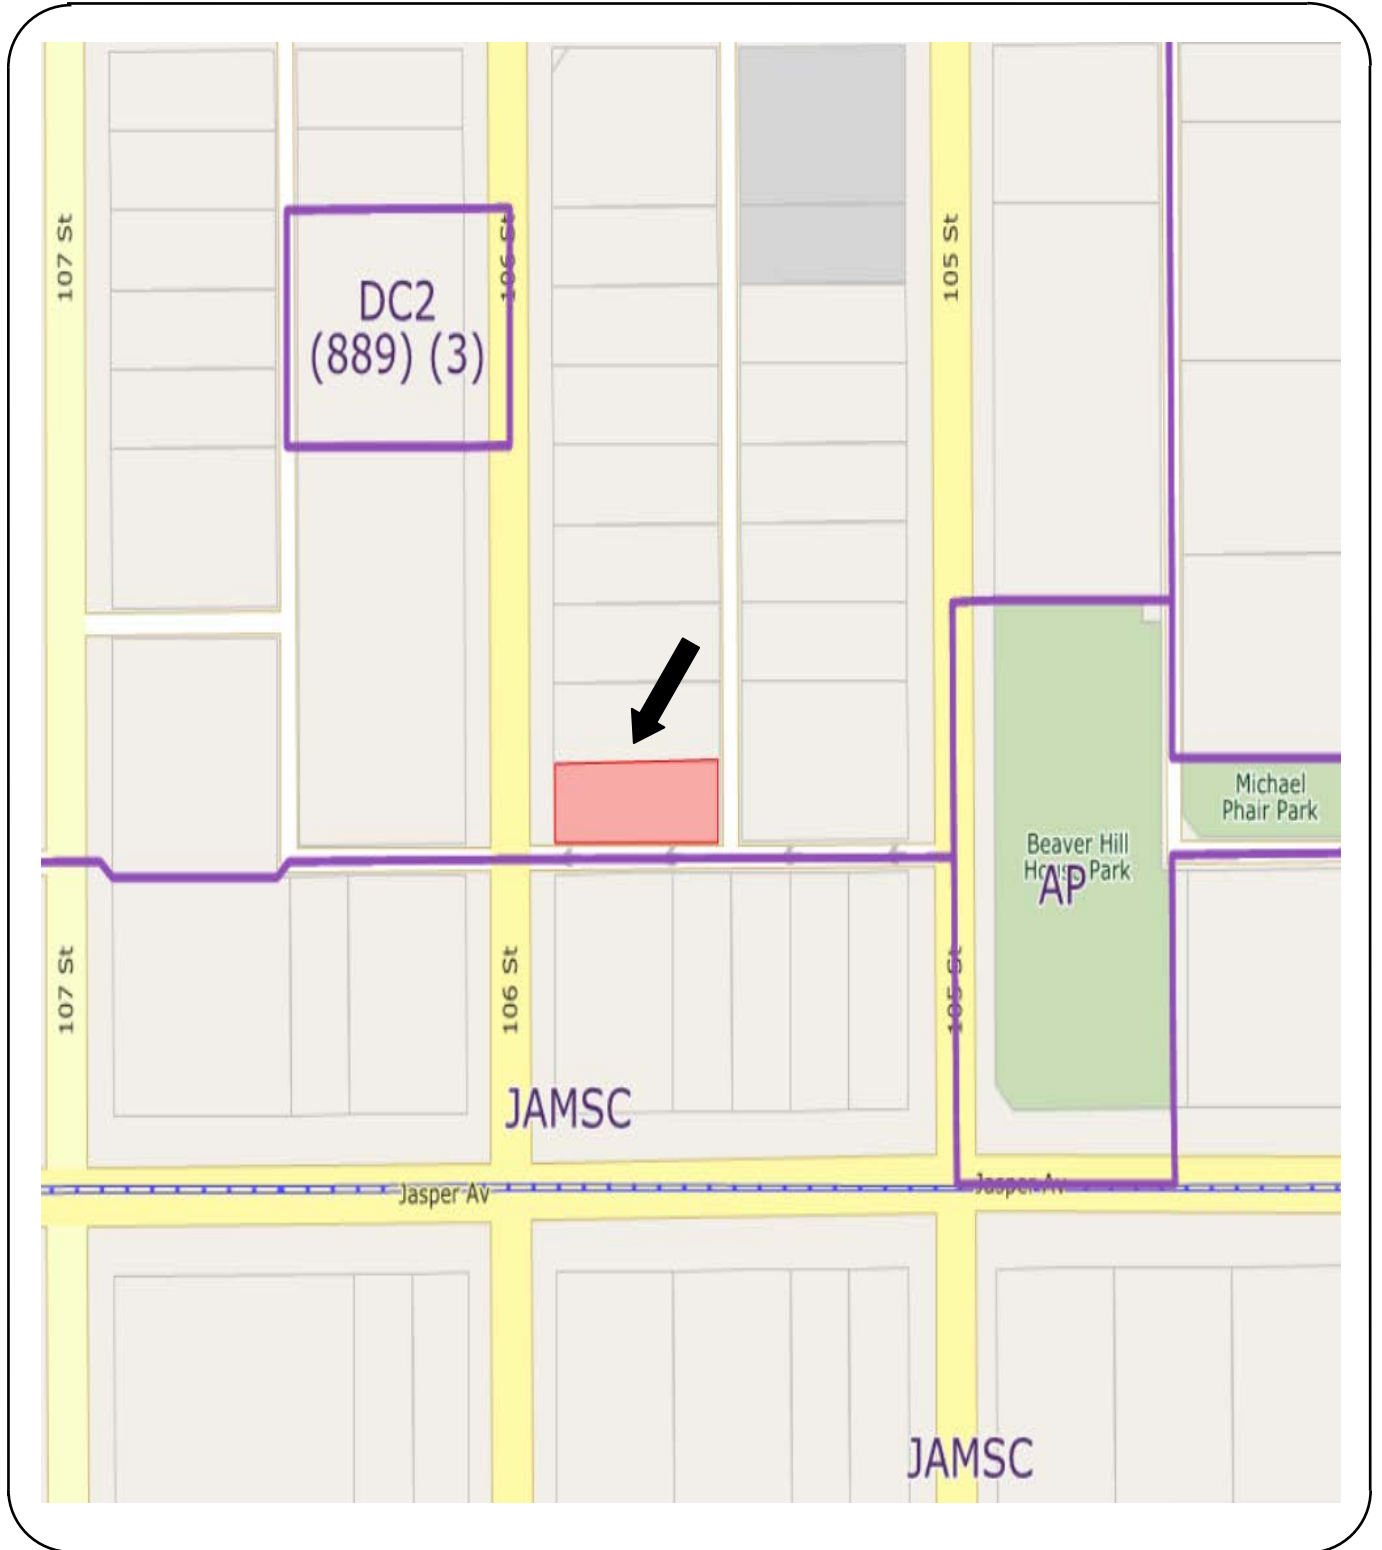 107 St
106 St
105 St
DC2
(889) (3)
Michael
Phair Park
Beaver Hill
House Park
AP
107 St
106 St
105 St
JAMSC
Jasper Av
Jasper Av
JAMSC